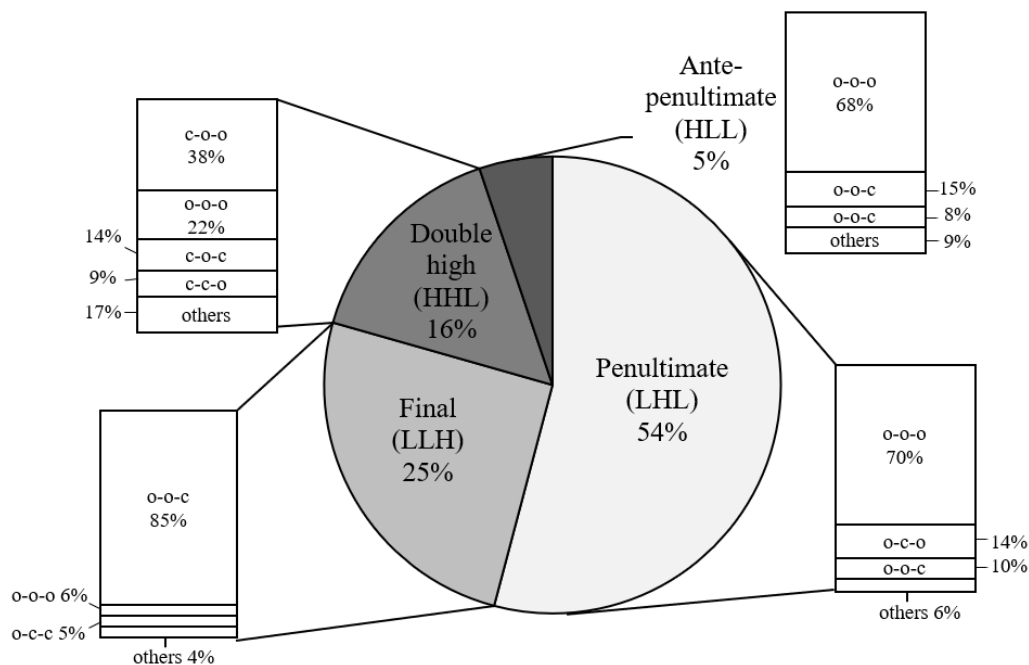 Ante-
penultimate
(HLL)
5%
o-o-o
68%
o-o-c
15%
o-o-c
8%
others
9%
c-o-o
38%
o-o-o
22%
14%
c-o-c
9%
c-c-o
17%
others
Double
high
(HHL)
16%
Penultimate
(LHL)
54%
Final
(LLH)
25%
o-o-o
70%
o-c-o
14%
o-o-c
10%
others 6%
o-o-c
85%
o-o-o 6%
o-c-c 5%
others 4%